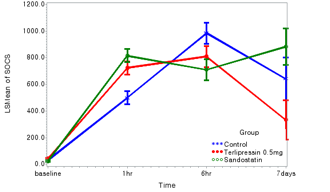 1200.0
1000.0
800.0
600.0
400.0
200.0
0.0
LSMean of SDCS
baseline
1hr
6hr
7days
Time
Group
Control
Terlipressin 0.5mg
Sandostatin